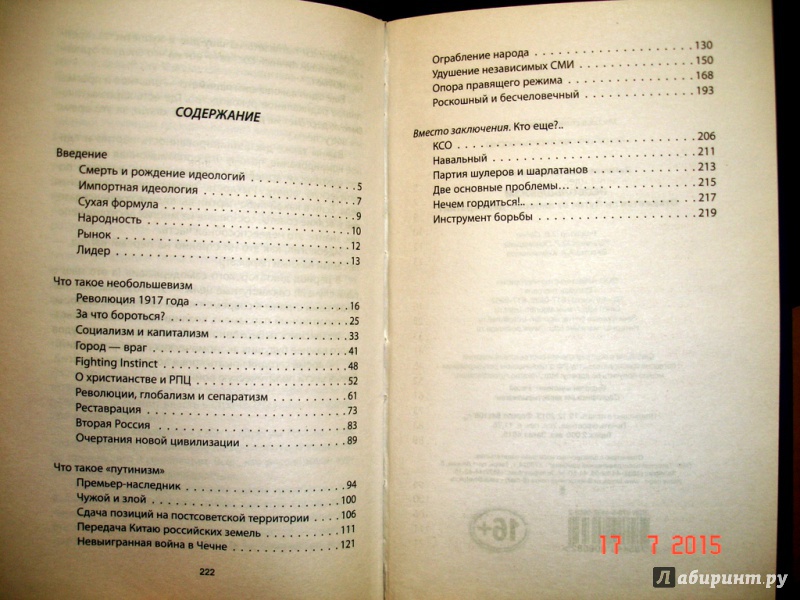 СОДЕРЖАНИЕ
Введение
Смерть и рождение идеологий . . . . . . . . . . . . . . . 5
Импортная идеология . . . . . . . . . . . . . . . . . . . . 7
Сухая формула . . . . . . . . . . . . . . . . . . . . . . . . 9
Народность . . . . . . . . . . . . . . . . . . . . . . . . . . 10
Рынок . . . . . . . . . . . . . . . . . . . . . . . . . . . . . 12
Лидер . . . . . . . . . . . . . . . . . . . . . . . . . . . . . 13
Что такое необольшевизм
Революция 1917 года . . . . . . . . . . . . . . . . . . . . 16
За что бороться? . . . . . . . . . . . . . . . . . . . . . . 25
Социализм и капитализм . . . . . . . . . . . . . . . . . . 33
Город — враг . . . . . . . . . . . . . . . . . . . . . . . . 41
Fighting Instinct . . . . . . . . . . . . . . . . . . . . . . 48
О христианстве и РПЦ . . . . . . . . . . . . . . . . . . . 52
Революции, глобализм и сепаратизм . . . . . . . . . . . 61
Реставрация . . . . . . . . . . . . . . . . . . . . . . . . . 73
Вторая Россия . . . . . . . . . . . . . . . . . . . . . . . . 83
Очертания новой цивилизации . . . . . . . . . . . . . . 89
Что такое «путинизм»
Премьер-наследник . . . . . . . . . . . . . . . . . . . . . 94
Чужой и злой . . . . . . . . . . . . . . . . . . . . . . . . 100
Сдача позиций на постсоветской территории . . . . . . 106
Передача Китаю российских земель . . . . . . . . . . . 111
Невыигранная война в Чечне . . . . . . . . . . . . . . . 121
222
Ограбление народа . . . . . . . . . . . . . . . . . . . . . 130
Удушение независимых СМИ . . . . . . . . . . . . . . . 150
Опора правящего режима . . . . . . . . . . . . . . . . . 168
Роскошный и бесчеловечный . . . . . . . . . . . . . . . 193
Вместо заключения. Кто еще?..
КСО . . . . . . . . . . . . . . . . . . . . . . . . . . . . . . 206
Навальный . . . . . . . . . . . . . . . . . . . . . . . . . . 211
Партия шулеров и шарлатанов . . . . . . . . . . . . . . 213
Две основные проблемы… . . . . . . . . . . . . . . . . . 215
Нечем гордиться!.. . . . . . . . . . . . . . . . . . . . . . 217
Инструмент борьбы . . . . . . . . . . . . . . . . . . . . . 219
16+
17 7 2015
Лабиринт.ру